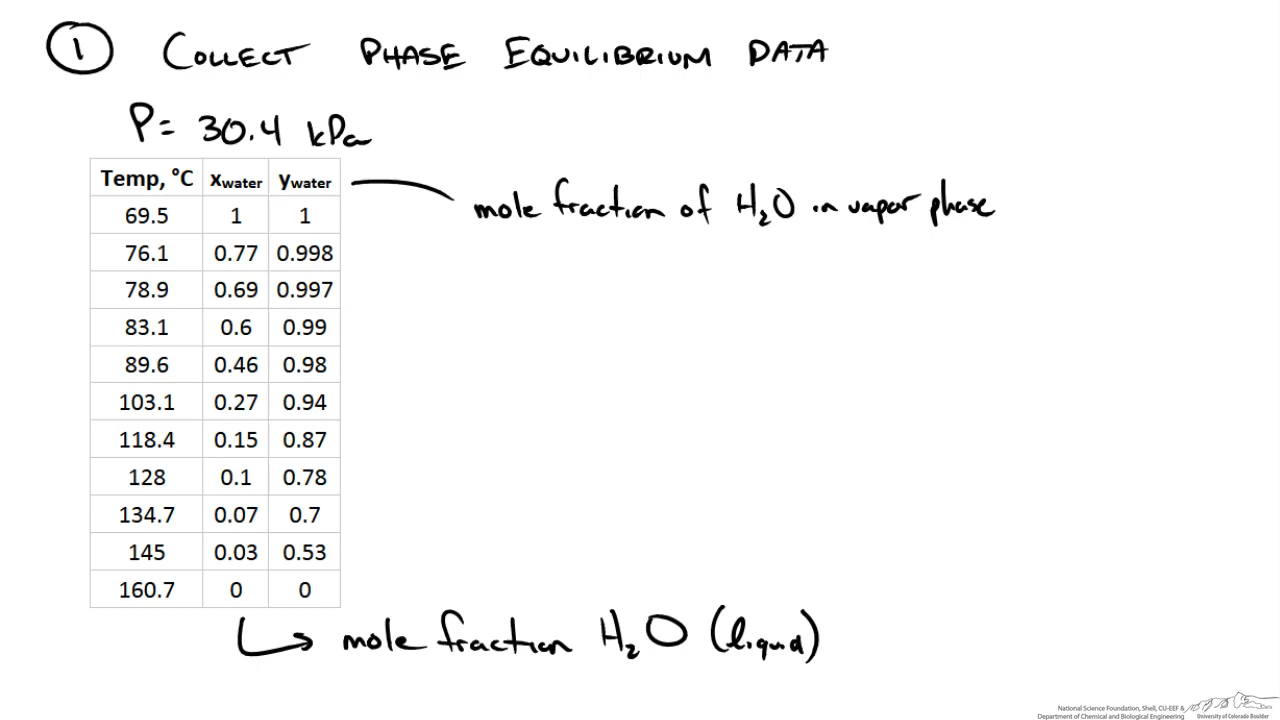 1 COLLECT PHASE EQUILIBRIUM DATA
P= 30.4 kPa
Temp, °C xwater ywater
mole fraction of H2O in vapor phase
69.5 1 1
76.1 0.77 0.998
78.9 0.69 0.997
83.1 0.6 0.99
89.6 0.46 0.98
103.1 0.27 0.94
118.4 0.15 0.87
128 0.1 0.78
134.7 0.07 0.7
145 0.03 0.53
160.7 0 0
mole fraction H2O (liquid)
National Science Foundation, Shell, CU-EEF &
Department of Chemical and Biological Engineering
University of Colorado Boulder